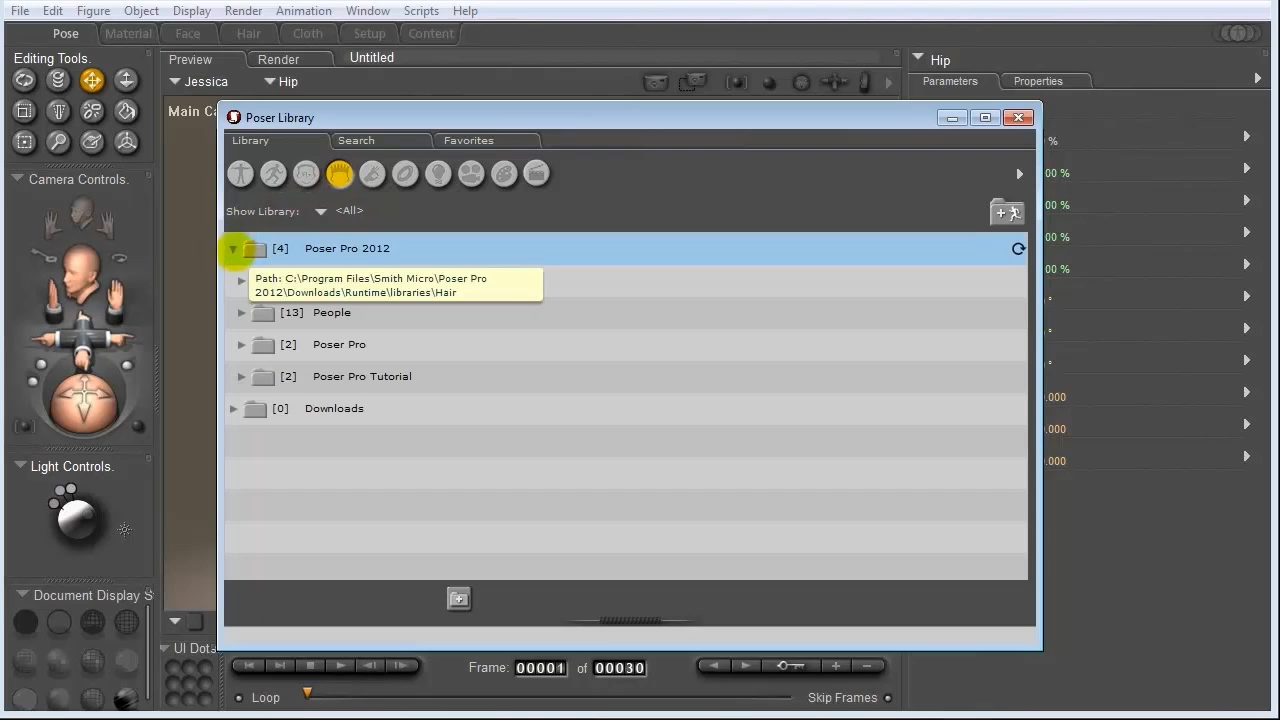 File Edit Figure Object Display Render Animation Window Scripts Help
Pose Material Face Hair Cloth Setup Content
Editing Tools.
Preview Render Untitled
Jessica Hip
Main Ca
Hip
Parameters Properties
Poser Library
Library Search Favorites
Show Library: <All>
[4] Poser Pro 2012
Path: C:\Program Files\Smith Micro\Poser Pro
2012\Downloads\Runtime\libraries\Hair
[13] People
[2] Poser Pro
[2] Poser Pro Tutorial
[0] Downloads
Camera Controls.
Light Controls.
Document Display S
UI Dots
%
00 %
00 %
00 %
00 %
°
°
°
.000
.000
.000
Frame: 00001 of 00030
Loop Skip Frames